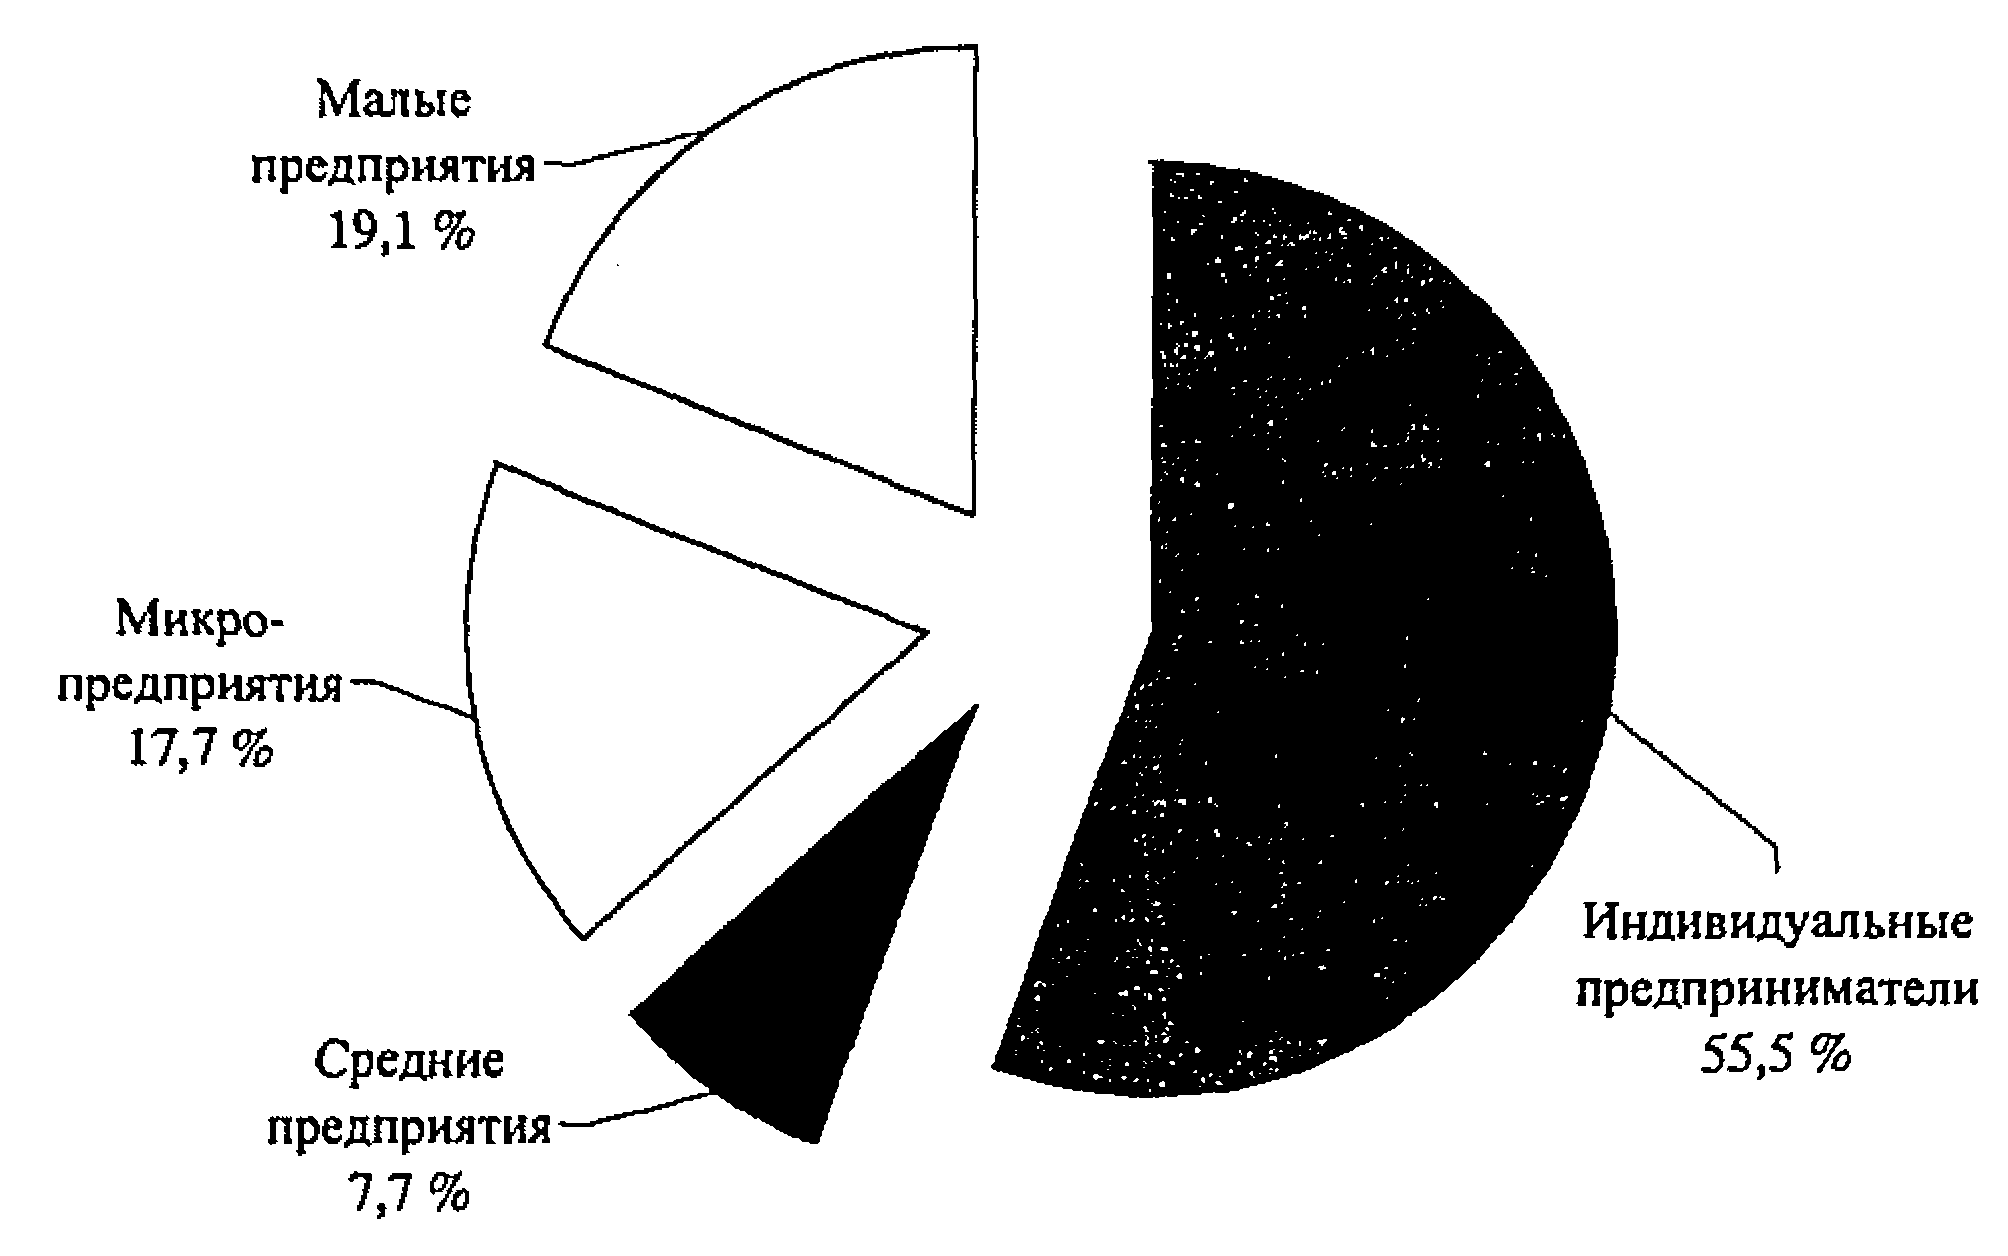 Малые
предприятия
19,1 %
Микро-
предприятия
17,7 %
Средние
предприятия
7,7 %
Индивидуальные
предприниматели
55,5 %